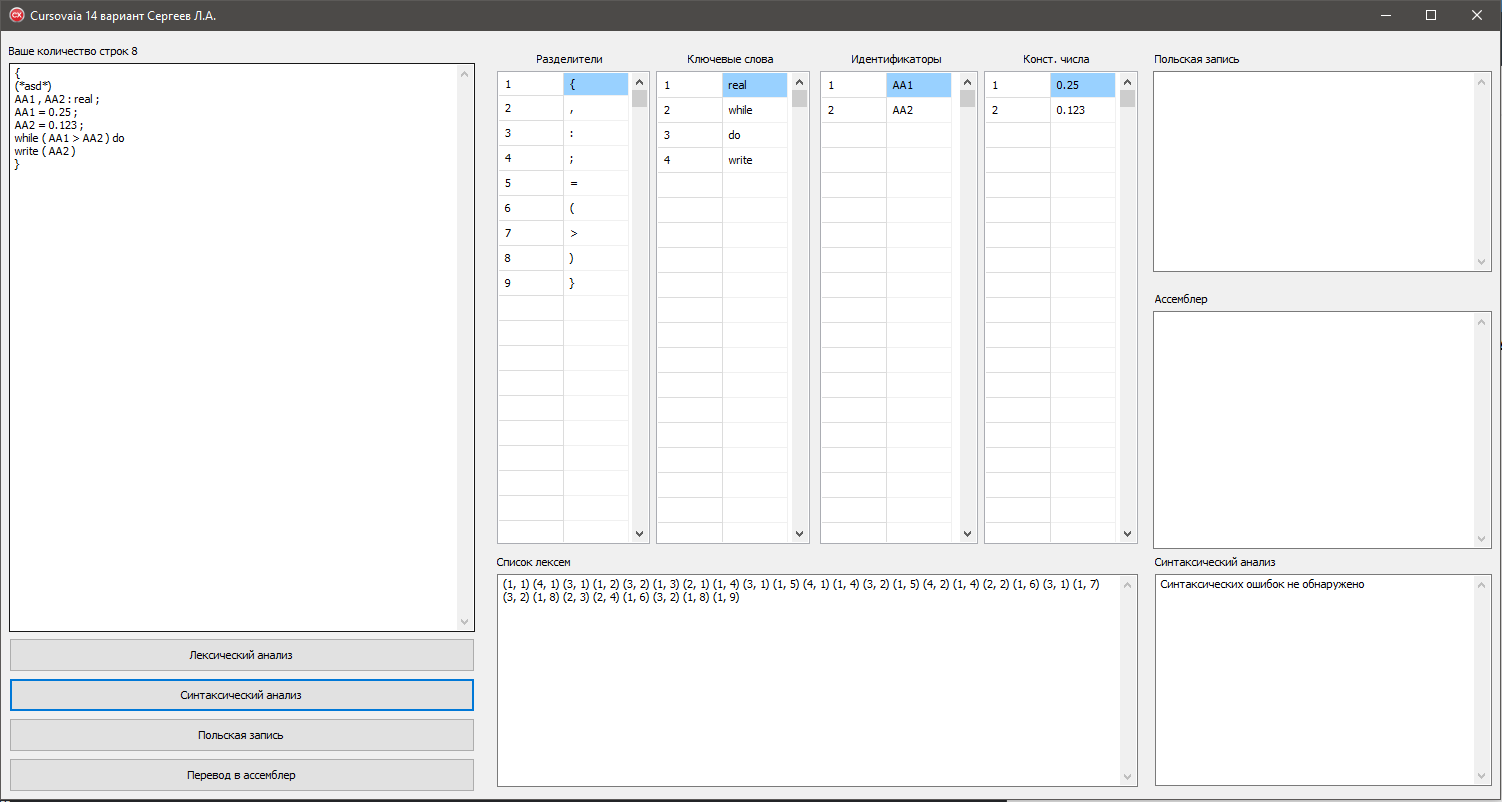 Cursovaia 14 вариант Сергеев Л.А.
Ваше количество строк 8
{
(*asd*)
AA1 , AA2 : real ;
AA1 = 0.25 ;
AA2 = 0.123 ;
while ( AA1 > AA2 ) do
write ( AA2 )
}
Лексический анализ
Синтаксический анализ
Польская запись
Перевод в ассемблер
Разделители
1 {
2 ,
3 :
4 ;
5 =
6 (
7 >
8 )
9 }
Ключевые слова
1 real
2 while
3 do
4 write
Идентификаторы
1 AA1
2 AA2
Конст. числа
1 0.25
2 0.123
Список лексем
(1, 1) (4, 1) (3, 1) (1, 2) (3, 2) (1, 3) (2, 1) (1, 4) (3, 1) (1, 5) (4, 1) (1, 4) (3, 2) (1, 5) (4, 2) (1, 4) (2, 2) (1, 6) (3, 1) (1, 7)
(3, 2) (1, 8) (2, 3) (2, 4) (1, 6) (3, 2) (1, 8) (1, 9)
Польская запись
Ассемблер
Синтаксический анализ
Синтаксических ошибок не обнаружено